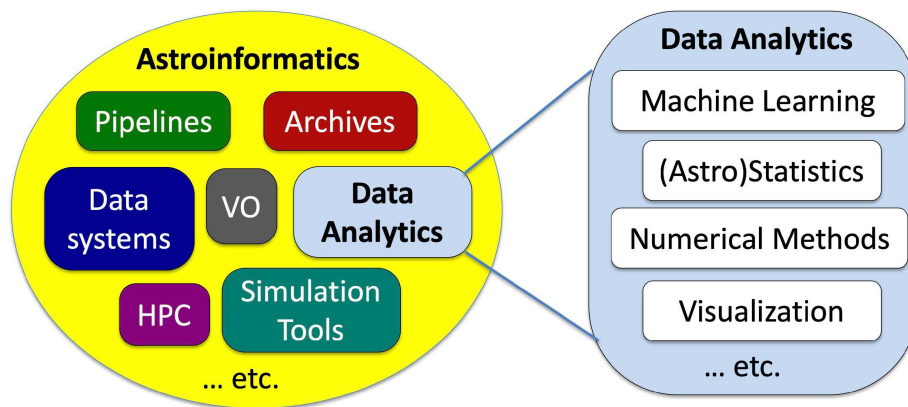 Astroinformatics
Pipelines
Archives
Data
systems
VO
Data
Analytics
HPC
Simulation
Tools
... etc.
Data Analytics
Machine Learning
(Astro)Statistics
Numerical Methods
Visualization
... etc.